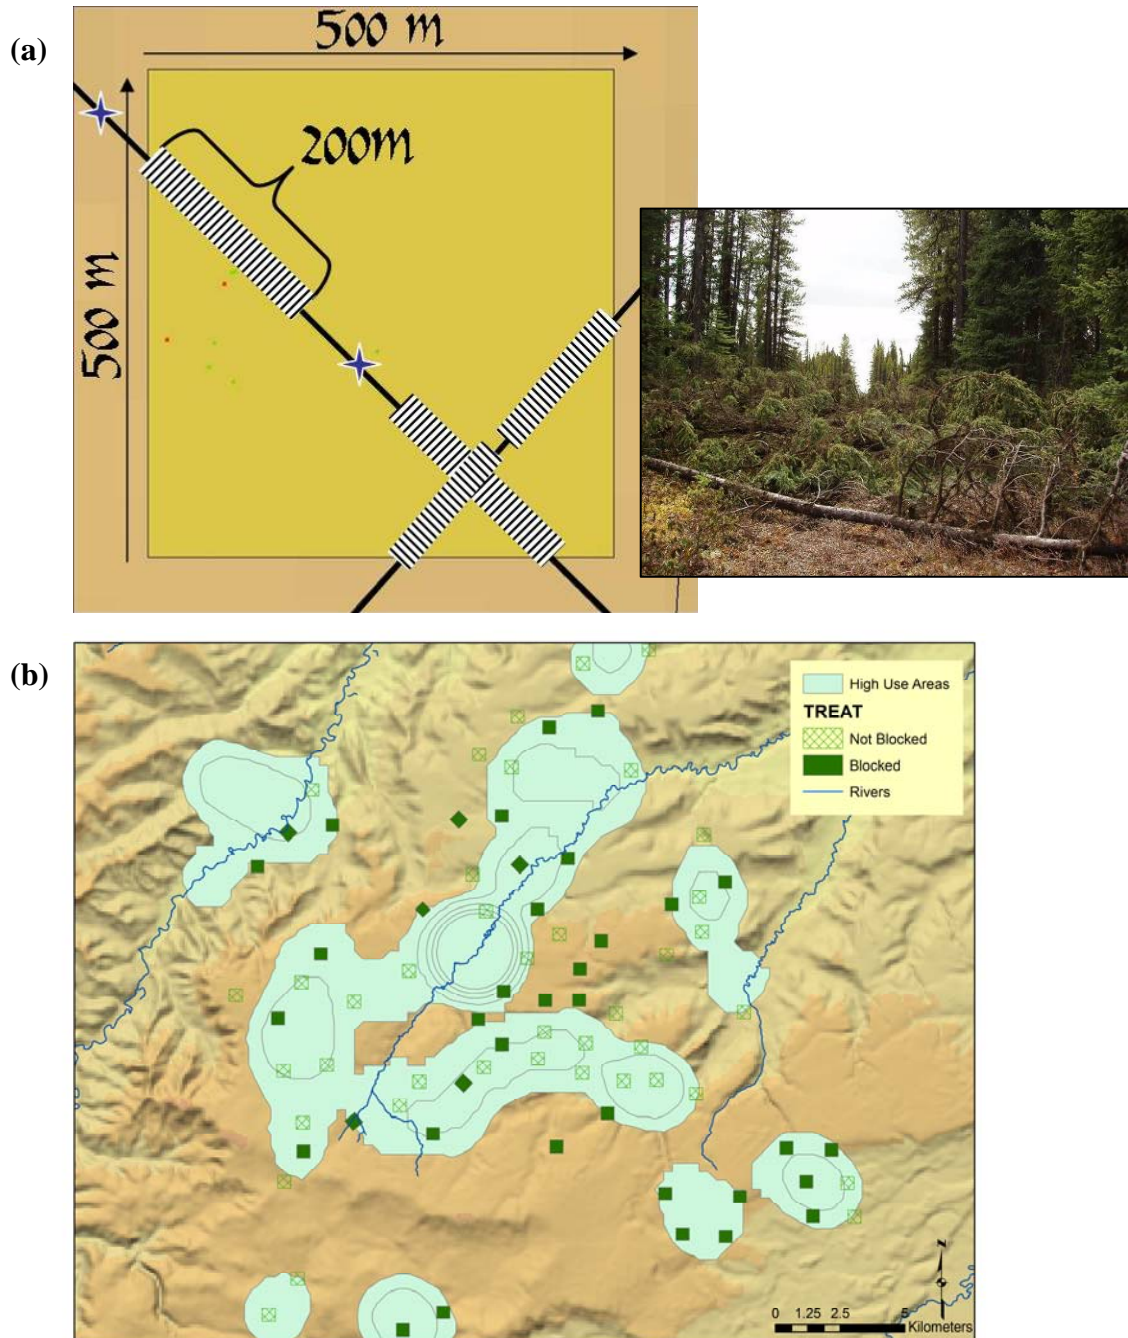 (a)
500 m
200m
500 m
(b)
High Use Areas
TREAT
Not Blocked
Blocked
Rivers
N
0 1.25 2.5 5
Kilometers